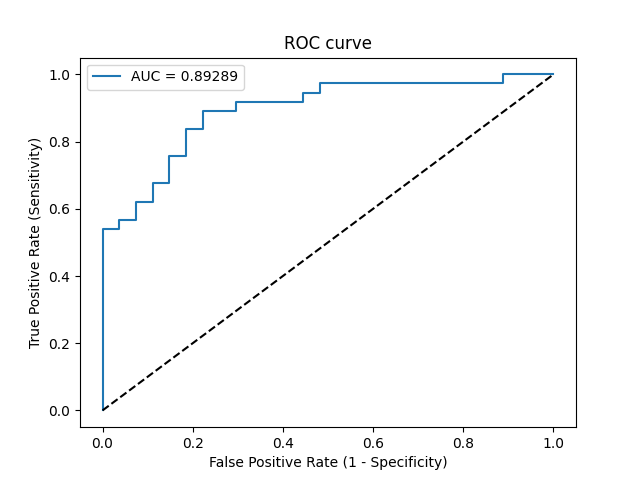 ROC curve
AUC = 0.89289
True Positive Rate (Sensitivity)
1.0
0.8
0.6
0.4
0.2
0.0
0.0 0.2 0.4 0.6 0.8 1.0
False Positive Rate (1 - Specificity)